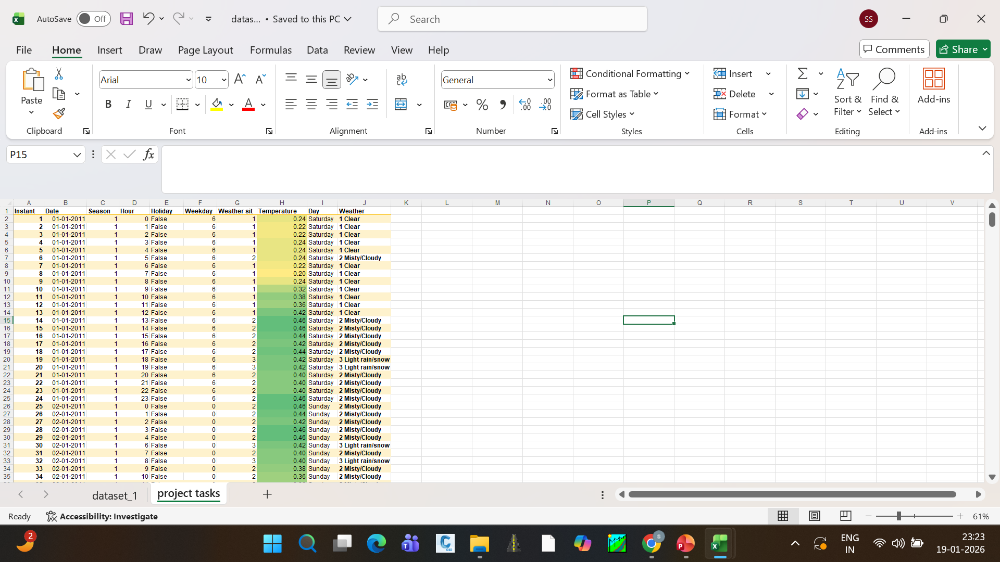 AutoSave Off datas... • Saved to this PC Search SS
File Home Insert Draw Page Layout Formulas Data Review View Help Comments Share
Paste Arial 10 General Conditional Formatting Insert
Format as Table Delete Sort & Filter Find & Select Add-ins
B I U Cell Styles Format
Clipboard Font Alignment Number Styles Cells Editing Add-ins
P15 fx
A B C D E F G H I J K L M N O P Q R S T U V
1 Instant Date Season Hour Holiday Weekday Weather sit Temperature Day Weather
2 1 01-01-2011 1 0 False 6 1 0.24 Saturday 1 Clear
3 2 01-01-2011 1 1 False 6 1 0.22 Saturday 1 Clear
4 3 01-01-2011 1 2 False 6 1 0.22 Saturday 1 Clear
5 4 01-01-2011 1 3 False 6 1 0.24 Saturday 1 Clear
6 5 01-01-2011 1 4 False 6 1 0.24 Saturday 1 Clear
7 6 01-01-2011 1 5 False 6 2 0.24 Saturday 2 Misty/Cloudy
8 7 01-01-2011 1 6 False 6 1 0.22 Saturday 1 Clear
9 8 01-01-2011 1 7 False 6 1 0.20 Saturday 1 Clear
10 9 01-01-2011 1 8 False 6 1 0.24 Saturday 1 Clear
11 10 01-01-2011 1 9 False 6 1 0.32 Saturday 1 Clear
12 11 01-01-2011 1 10 False 6 1 0.38 Saturday 1 Clear
13 12 01-01-2011 1 11 False 6 1 0.36 Saturday 1 Clear
14 13 01-01-2011 1 12 False 6 1 0.42 Saturday 1 Clear
15 14 01-01-2011 1 13 False 6 2 0.46 Saturday 2 Misty/Cloudy
16 15 01-01-2011 1 14 False 6 2 0.46 Saturday 2 Misty/Cloudy
17 16 01-01-2011 1 15 False 6 2 0.44 Saturday 2 Misty/Cloudy
18 17 01-01-2011 1 16 False 6 2 0.42 Saturday 2 Misty/Cloudy
19 18 01-01-2011 1 17 False 6 2 0.44 Saturday 2 Misty/Cloudy
20 19 01-01-2011 1 18 False 6 3 0.42 Saturday 3 Light rain/snow
21 20 01-01-2011 1 19 False 6 3 0.42 Saturday 3 Light rain/snow
22 21 01-01-2011 1 20 False 6 2 0.40 Saturday 2 Misty/Cloudy
23 22 01-01-2011 1 21 False 6 2 0.40 Saturday 2 Misty/Cloudy
24 23 01-01-2011 1 22 False 6 2 0.40 Saturday 2 Misty/Cloudy
25 24 01-01-2011 1 23 False 6 2 0.46 Saturday 2 Misty/Cloudy
26 25 02-01-2011 1 0 False 0 2 0.46 Sunday 2 Misty/Cloudy
27 26 02-01-2011 1 1 False 0 2 0.44 Sunday 2 Misty/Cloudy
28 27 02-01-2011 1 2 False 0 2 0.42 Sunday 2 Misty/Cloudy
29 28 02-01-2011 1 3 False 0 2 0.46 Sunday 2 Misty/Cloudy
30 29 02-01-2011 1 4 False 0 2 0.46 Sunday 2 Misty/Cloudy
31 30 02-01-2011 1 6 False 0 3 0.42 Sunday 3 Light rain/snow
32 31 02-01-2011 1 7 False 0 2 0.40 Sunday 2 Misty/Cloudy
33 32 02-01-2011 1 8 False 0 3 0.40 Sunday 3 Light rain/snow
34 33 02-01-2011 1 9 False 0 2 0.38 Sunday 2 Misty/Cloudy
35 34 02-01-2011 1 10 False 0 2 0.36 Sunday 2 Misty/Cloudy
dataset_1 project tasks
Ready Accessibility: Investigate 61%
2 ENG 23:23
IN 19-01-2026